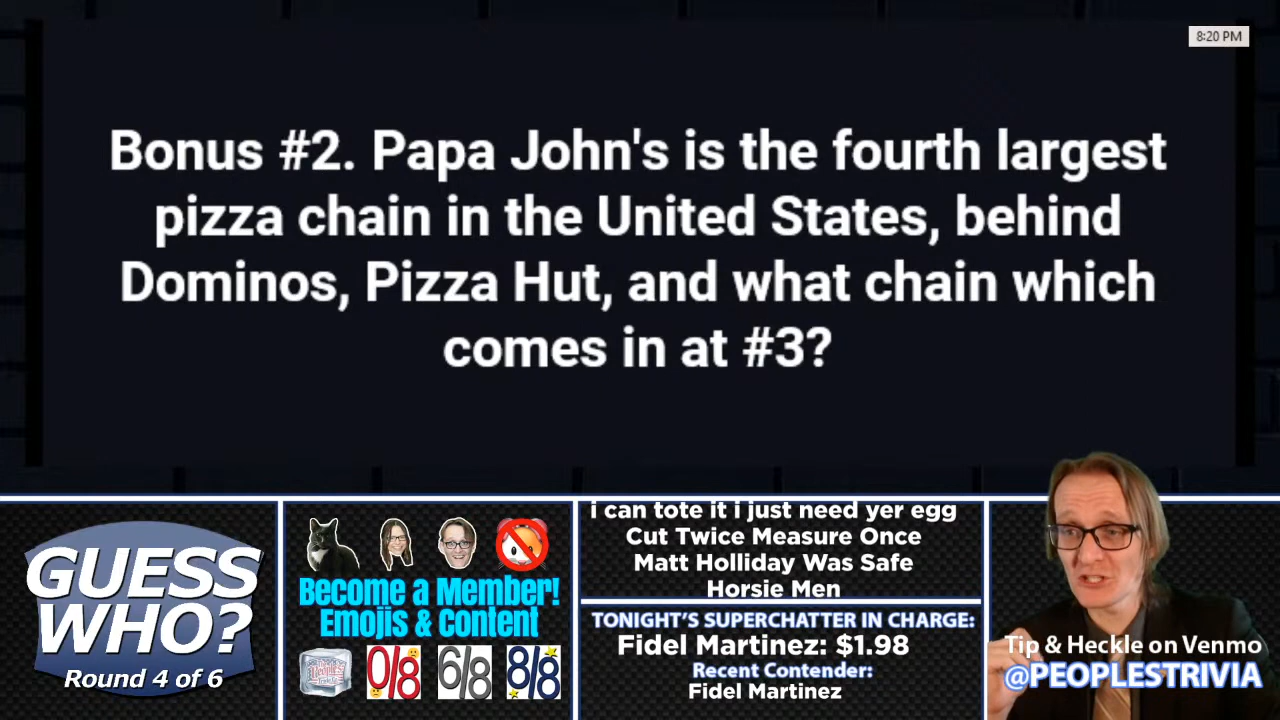 8:20 PM
Bonus #2. Papa John's is the fourth largest
pizza chain in the United States, behind
Dominos, Pizza Hut, and what chain which
comes in at #3?
GUESS
WHO?
Round 4 of 6
Become a Member!
Emojis & Content
0/8
6/8
8/8
i can tote it i just need yer egg
Cut Twice Measure Once
Matt Holliday Was Safe
Horsie Men
TONIGHT'S SUPERCHATTER IN CHARGE:
Fidel Martinez: $1.98
Recent Contender:
Fidel Martinez
Tip & Heckle on Venmo
@PEOPLESTRIVIA